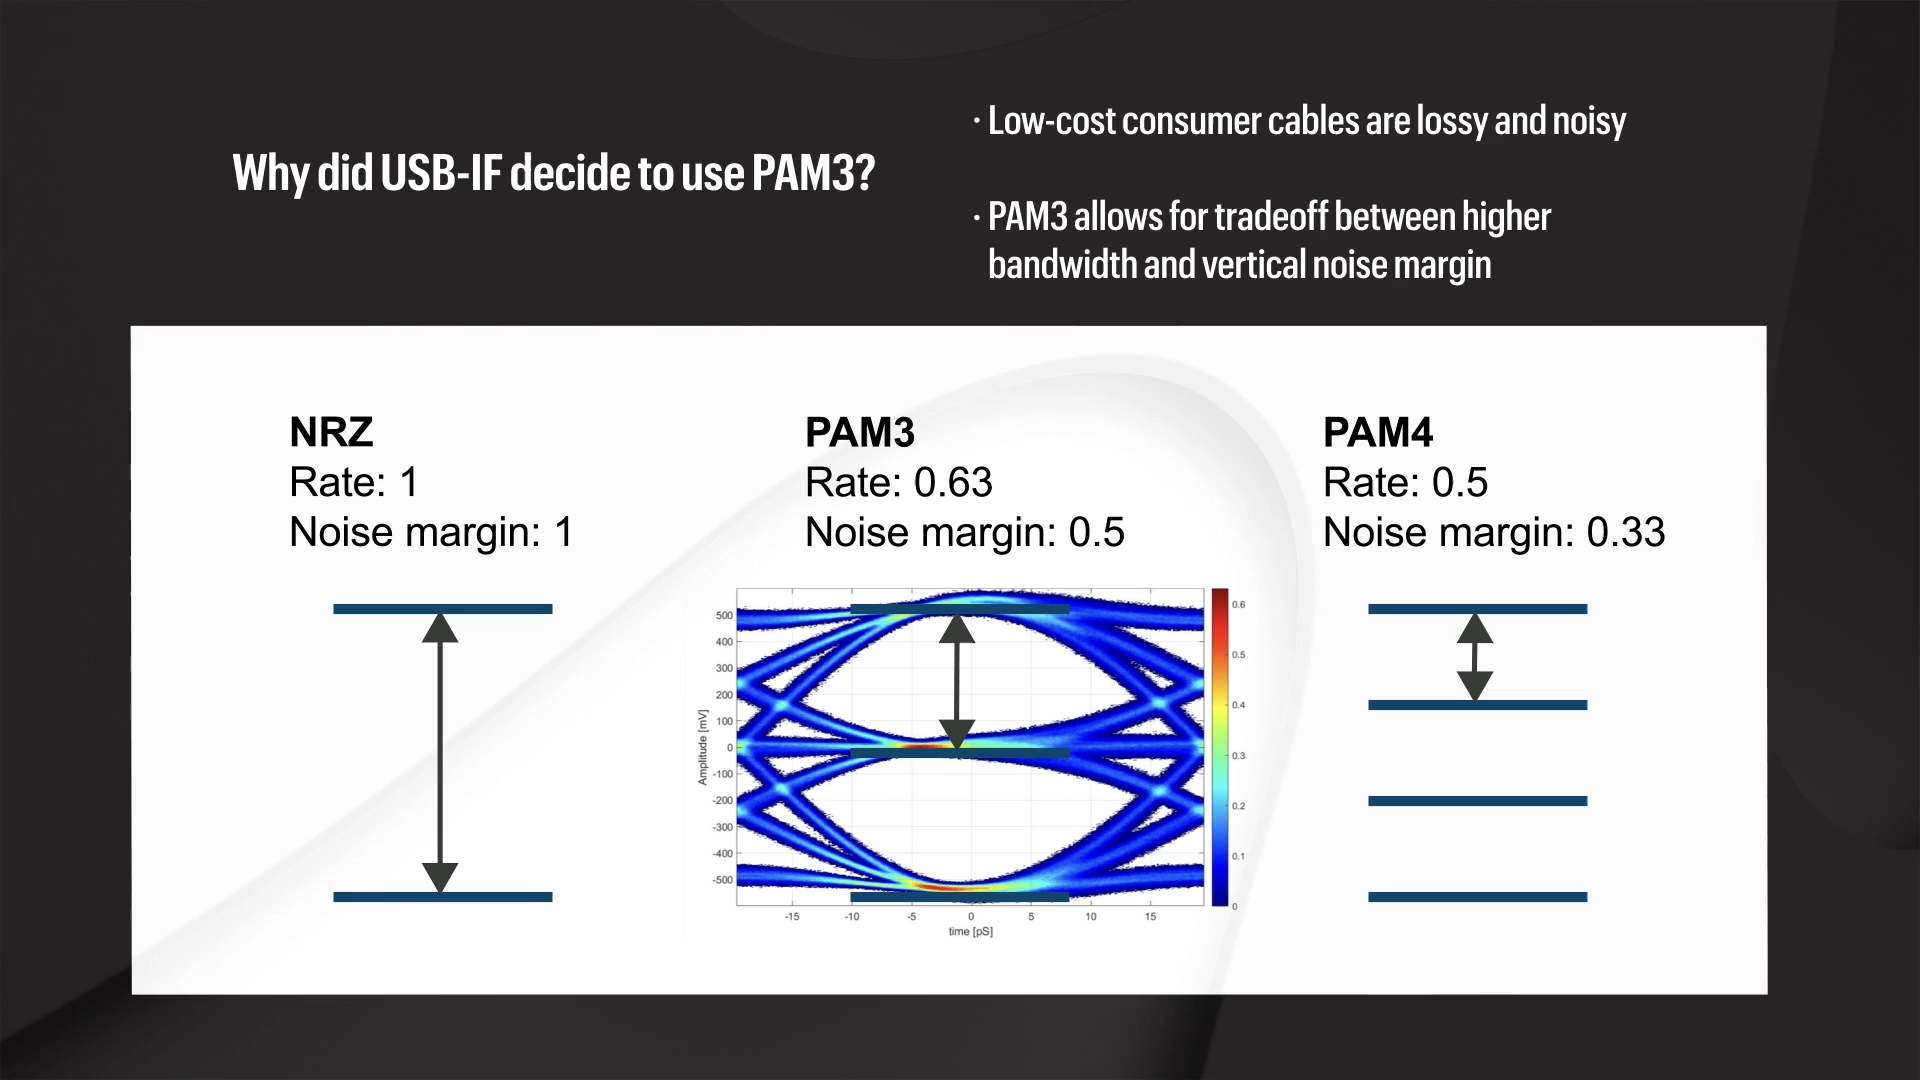 Why did USB-IF decide to use PAM3?
· Low-cost consumer cables are lossy and noisy
· PAM3 allows for tradeoff between higher
bandwidth and vertical noise margin
NRZ
Rate: 1
Noise margin: 1
PAM3
Rate: 0.63
Noise margin: 0.5
PAM4
Rate: 0.5
Noise margin: 0.33
Amplitude [mV]
500
400
300
200
100
0
-100
-200
-300
-400
-500
-15
-10
-5
0
5
10
15
time [pS]
0.6
0.5
0.4
0.3
0.2
0.1
0